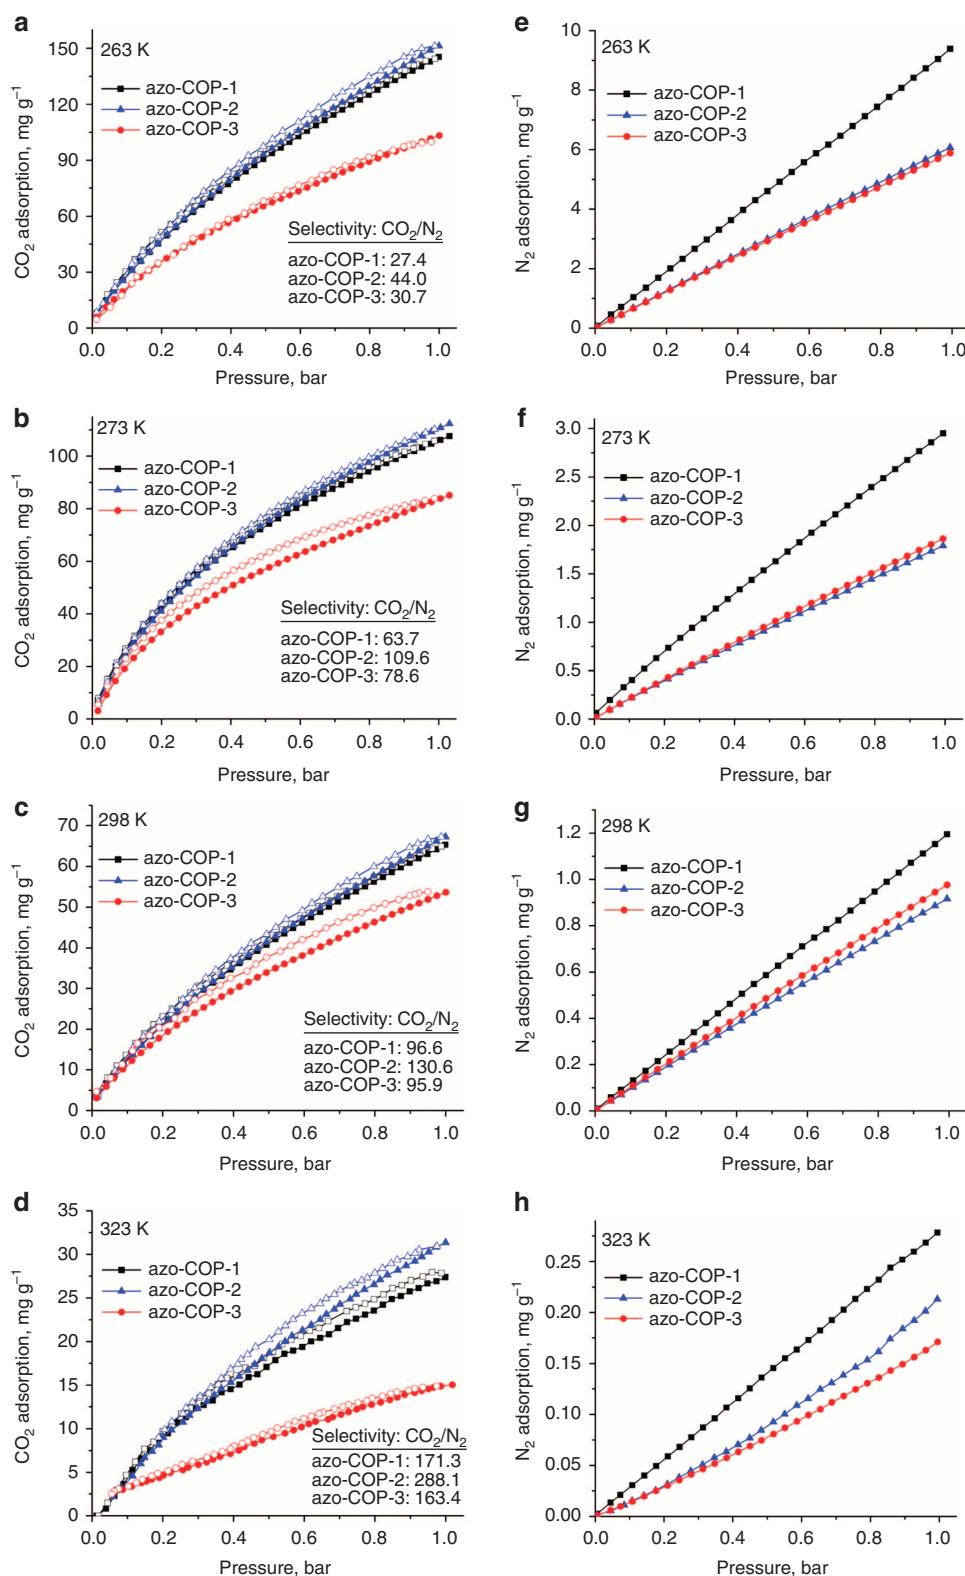 a
263 K
azo-COP-1
azo-COP-2
azo-COP-3
Selectivity: CO₂/N₂
azo-COP-1: 27.4
azo-COP-2: 44.0
azo-COP-3: 30.7
150
120
90
60
30
0
CO₂ adsorption, mg g⁻¹
0.0 0.2 0.4 0.6 0.8 1.0
Pressure, bar
e
263 K
azo-COP-1
azo-COP-2
azo-COP-3
10
8
6
4
2
0
N₂ adsorption, mg g⁻¹
0.0 0.2 0.4 0.6 0.8 1.0
Pressure, bar
b
273 K
azo-COP-1
azo-COP-2
azo-COP-3
Selectivity: CO₂/N₂
azo-COP-1: 63.7
azo-COP-2: 109.6
azo-COP-3: 78.6
100
80
60
40
20
0
CO₂ adsorption, mg g⁻¹
0.0 0.2 0.4 0.6 0.8 1.0
Pressure, bar
f
273 K
azo-COP-1
azo-COP-2
azo-COP-3
3.0
2.5
2.0
1.5
1.0
0.5
0.0
N₂ adsorption, mg g⁻¹
0.0 0.2 0.4 0.6 0.8 1.0
Pressure, bar
c
298 K
azo-COP-1
azo-COP-2
azo-COP-3
Selectivity: CO₂/N₂
azo-COP-1: 96.6
azo-COP-2: 130.6
azo-COP-3: 95.9
70
60
50
40
30
20
10
0
CO₂ adsorption, mg g⁻¹
0.0 0.2 0.4 0.6 0.8 1.0
Pressure, bar
g
298 K
azo-COP-1
azo-COP-2
azo-COP-3
1.2
1.0
0.8
0.6
0.4
0.2
0.0
N₂ adsorption, mg g⁻¹
0.0 0.2 0.4 0.6 0.8 1.0
Pressure, bar
d
323 K
azo-COP-1
azo-COP-2
azo-COP-3
Selectivity: CO₂/N₂
azo-COP-1: 171.3
azo-COP-2: 288.1
azo-COP-3: 163.4
35
30
25
20
15
10
5
0
CO₂ adsorption, mg g⁻¹
0.0 0.2 0.4 0.6 0.8 1.0
Pressure, bar
h
323 K
azo-COP-1
azo-COP-2
azo-COP-3
0.25
0.20
0.15
0.10
0.05
0.00
N₂ adsorption, mg g⁻¹
0.0 0.2 0.4 0.6 0.8 1.0
Pressure, bar